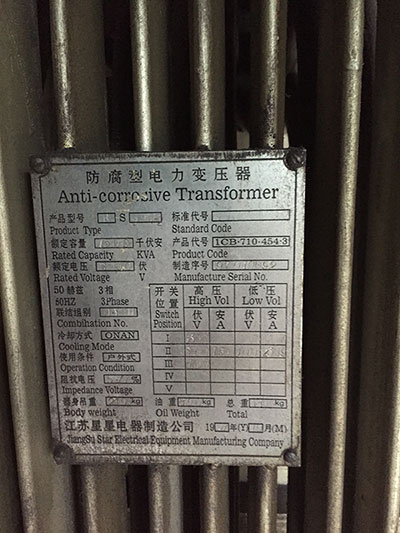 防腐型电力变压器
Anti-corrosive Transformer
产品型号 S 标准代号
Product Type Standard Code
额定容量 千伏安 产品代号 1CB·710·454·3
Rated Capacity KVA Product Code
额定电压 伏 制造序号
Rated Voltage V Manufacture Serial No.
50 赫兹 3相 开关 高压 低压
50HZ 3.Phase 位置 High Vol Low Vol
联结组别 Switch 伏 安 伏 安
Combihation No. Position V A V A
冷却方式 ONAN I
Cooling Mode II
使用条件 户外式 III
Operation Condition IV
阻抗电压 % V
Impedance Voltage
器身吊重 kg 油重 kg 总重 kg
Body weight Oil Weight Total
江苏星星电器制造公司 19 年(Y) 月(M)
JiangSu Star Electrical Equipment Manufacturing Company